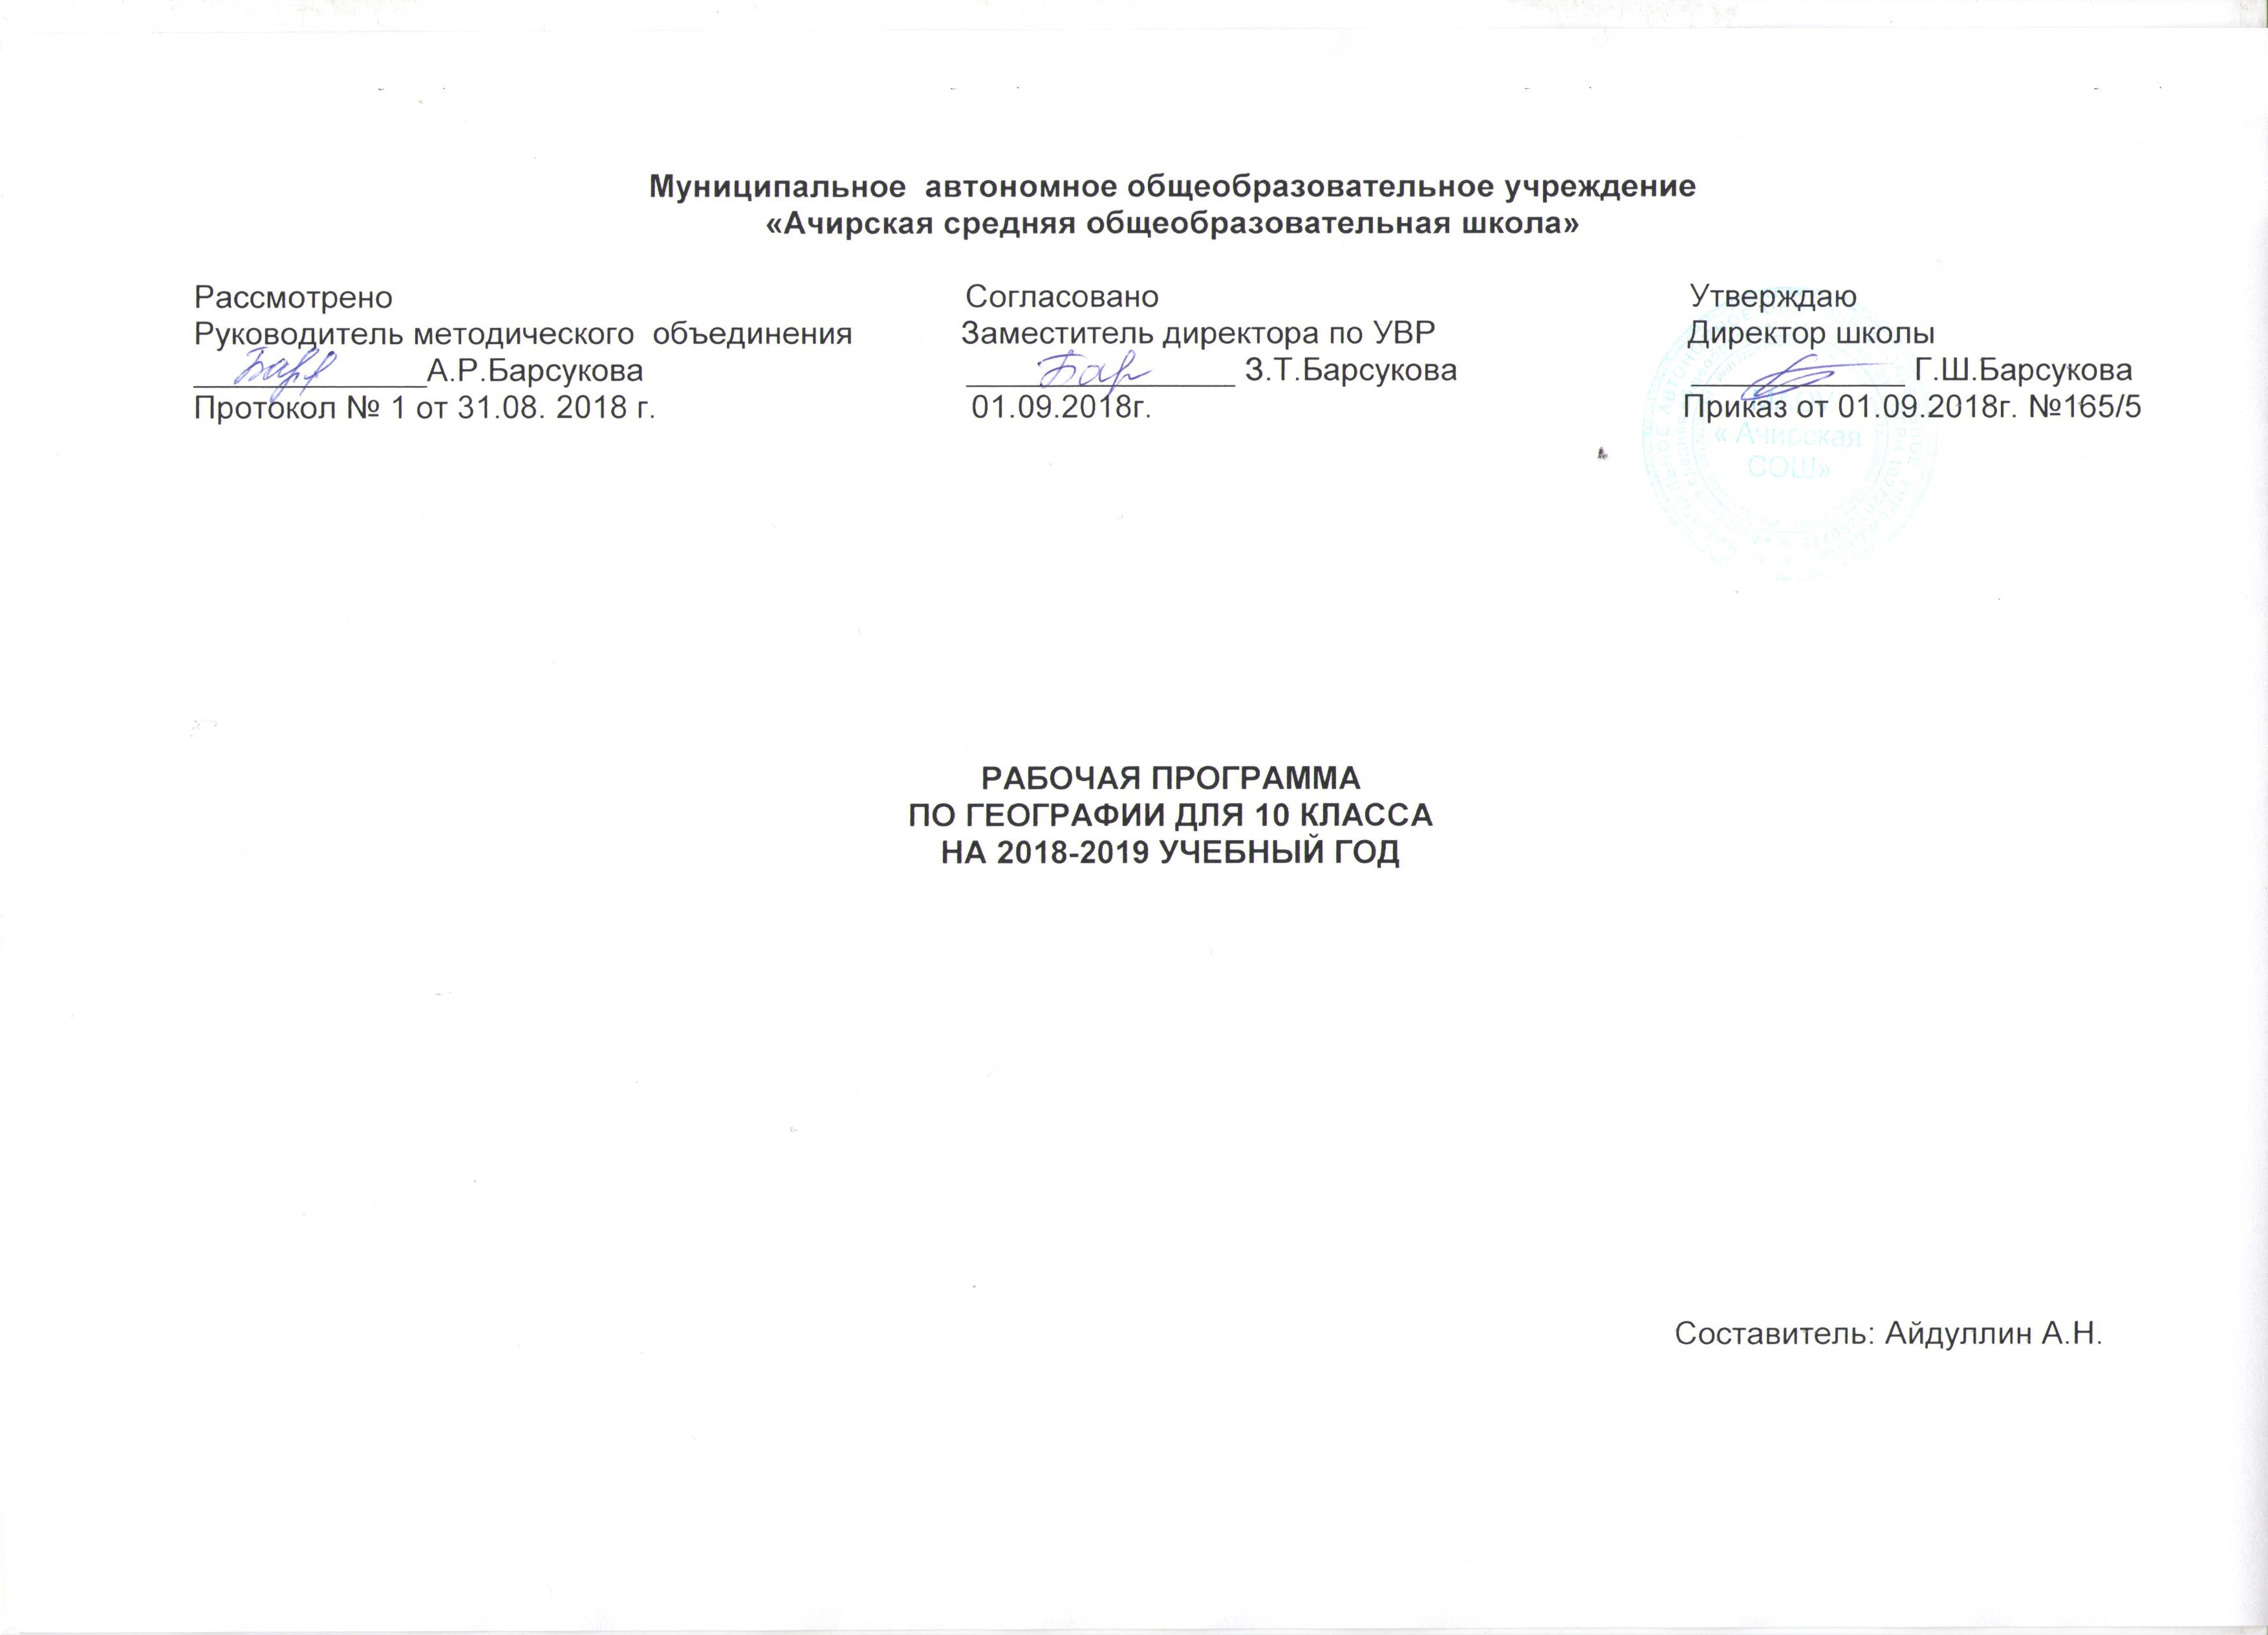 Муниципальное автономное общеобразовательное учреждение
«Ачирская средняя общеобразовательная школа»
Рассмотрено
Руководитель методического объединения
Бар А.Р.Барсукова
Протокол № 1 от 31.08. 2018 г.
Согласовано
Заместитель директора по УВР
Бар З.Т.Барсукова
01.09.2018г.
Утверждаю
Директор школы
Г.Ш.Барсукова
Приказ от 01.09.2018г. №165/5
« Ачирская
СОШ»
РАБОЧАЯ ПРОГРАММА
ПО ГЕОГРАФИИ ДЛЯ 10 КЛАССА
НА 2018-2019 УЧЕБНЫЙ ГОД
Составитель: Айдуллин А.Н.